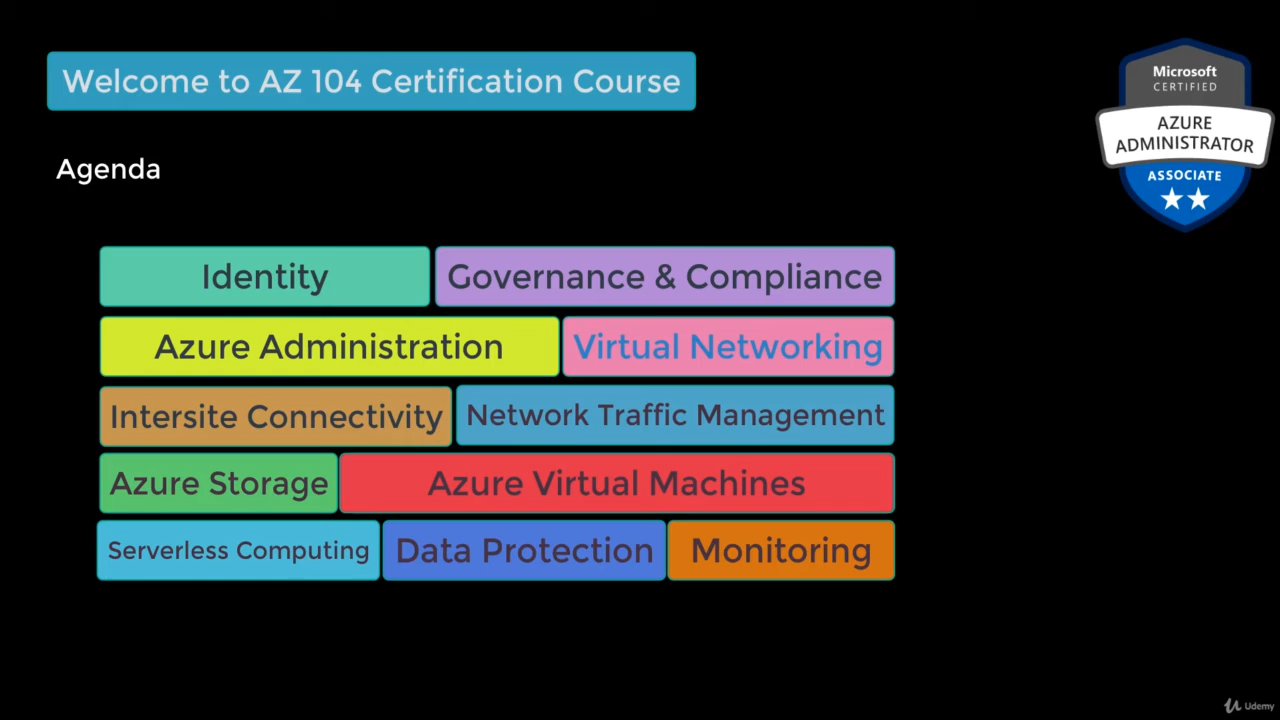 Welcome to AZ 104 Certification Course
Microsoft
CERTIFIED
AZURE
ADMINISTRATOR
ASSOCIATE
Agenda
Identity
Governance & Compliance
Azure Administration
Virtual Networking
Intersite Connectivity
Network Traffic Management
Azure Storage
Azure Virtual Machines
Serverless Computing
Data Protection
Monitoring
Udemy